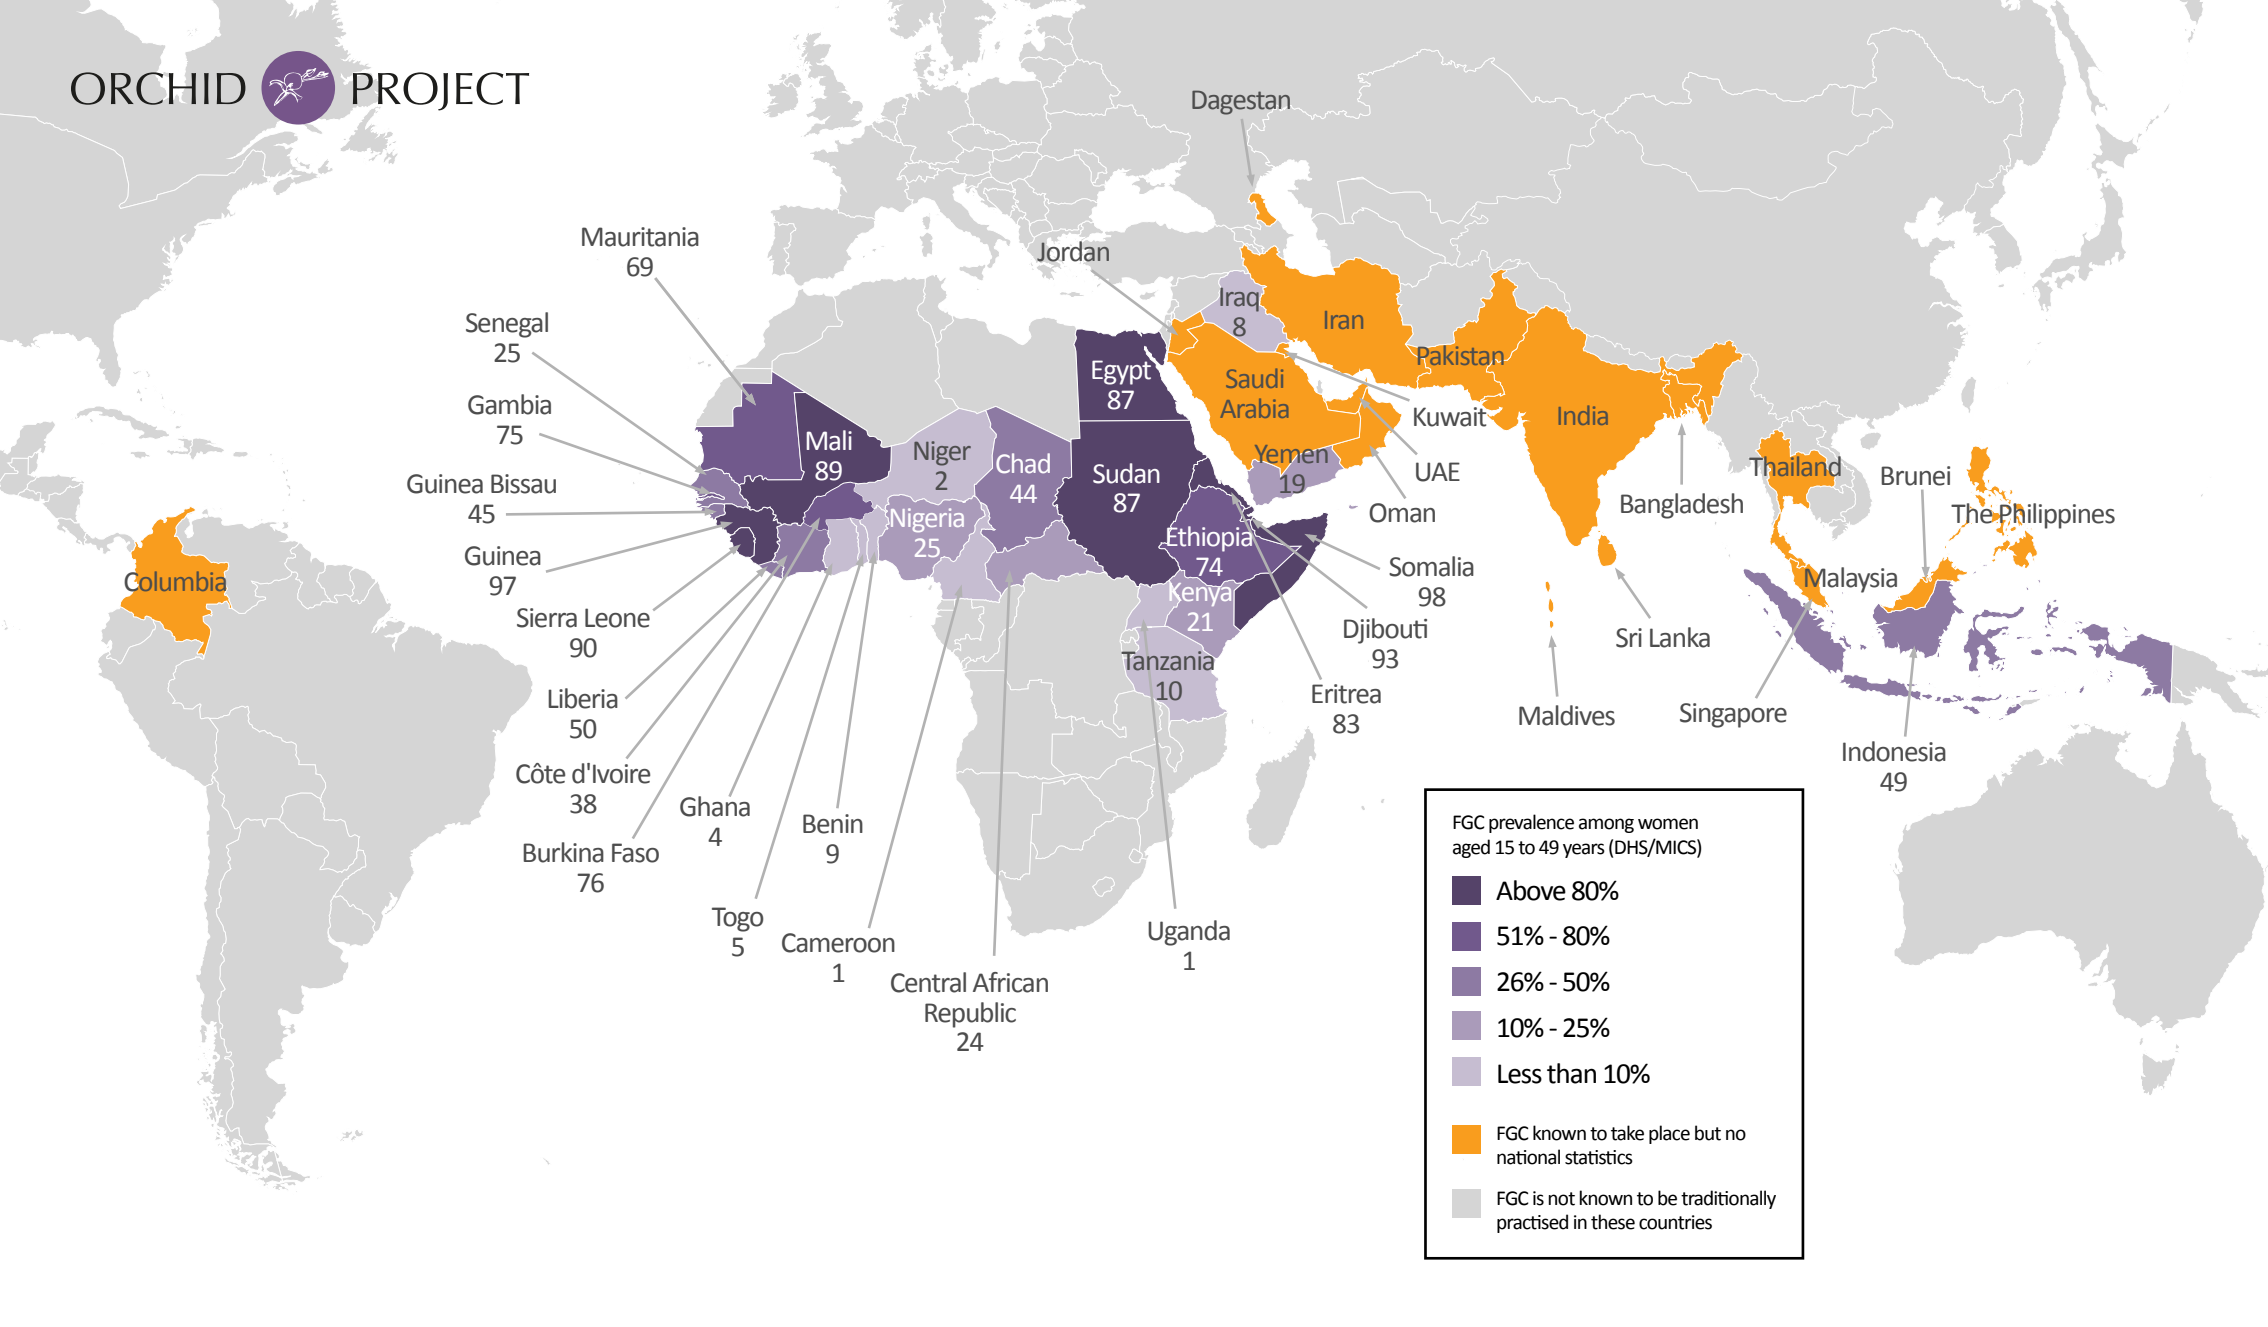 ORCHID PROJECT
Dagestan
Mauritania
69
Jordan
Senegal
25
Iraq
8
Iran
Pakistan
Egypt
87
Saudi
Arabia
Gambia
75
Kuwait
India
Mali
89
Niger
2
Chad
44
Sudan
87
Yemen
19
UAE
Thailand
Brunei
Guinea Bissau
45
Nigeria
25
Oman
Bangladesh
The Philippines
Guinea
97
Ethiopia
74
Somalia
98
Columbia
Malaysia
Sierra Leone
90
Kenya
21
Djibouti
93
Sri Lanka
Tanzania
10
Liberia
50
Eritrea
83
Maldives
Singapore
Indonesia
49
Côte d'Ivoire
38
Ghana
4
Benin
9
Burkina Faso
76
Togo
5
Cameroon
1
Uganda
1
Central African
Republic
24
FGC prevalence among women
aged 15 to 49 years (DHS/MICS)
Above 80%
51% - 80%
26% - 50%
10% - 25%
Less than 10%
FGC known to take place but no
national statistics
FGC is not known to be traditionally
practised in these countries